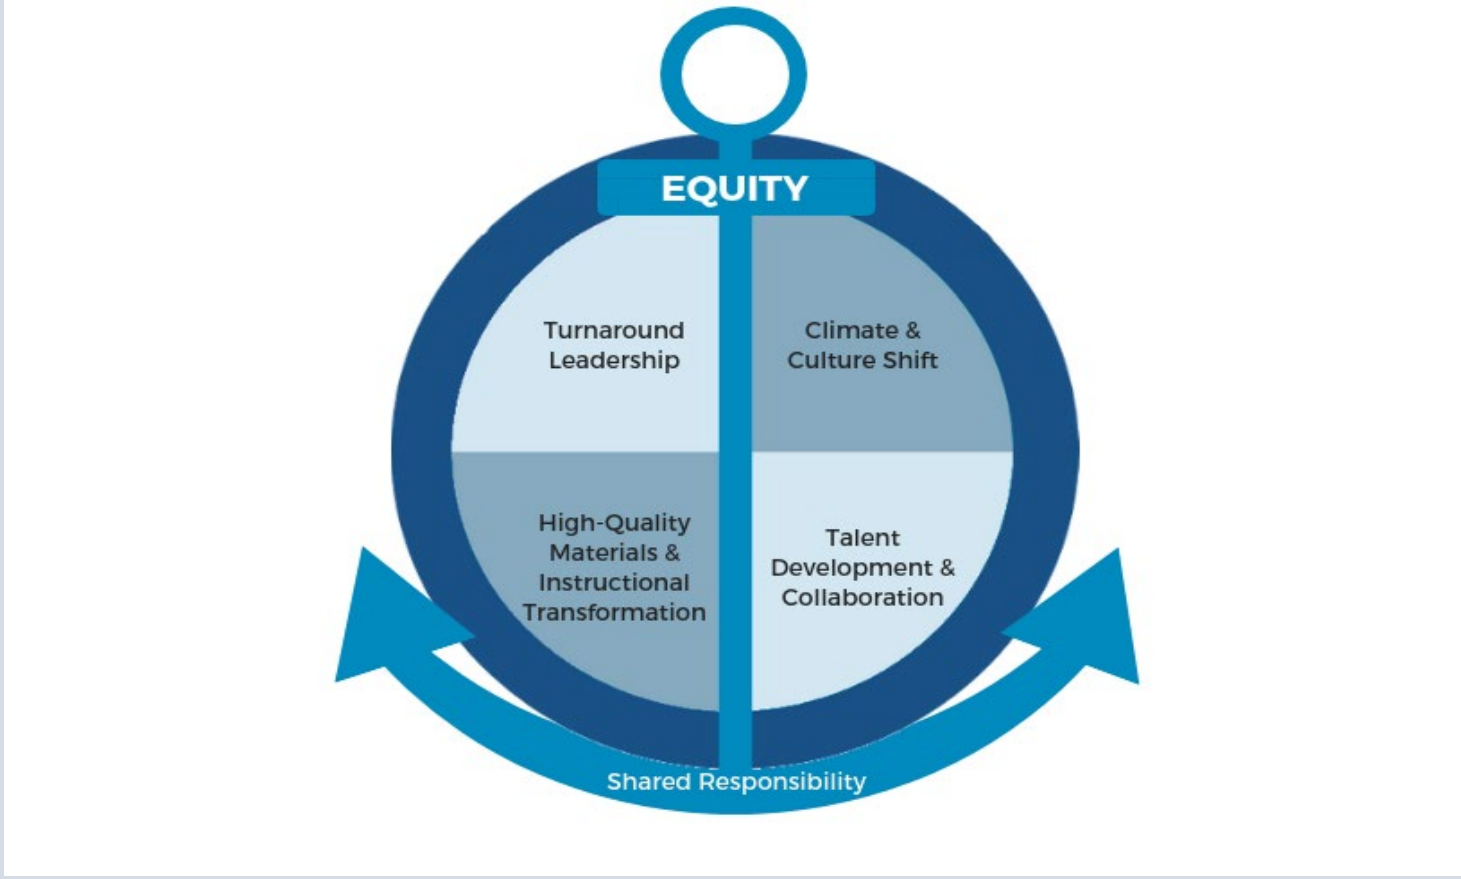 EQUITY
Turnaround
Leadership
Climate &
Culture Shift
High-Quality
Materials &
Instructional
Transformation
Talent
Development &
Collaboration
Shared Responsibility